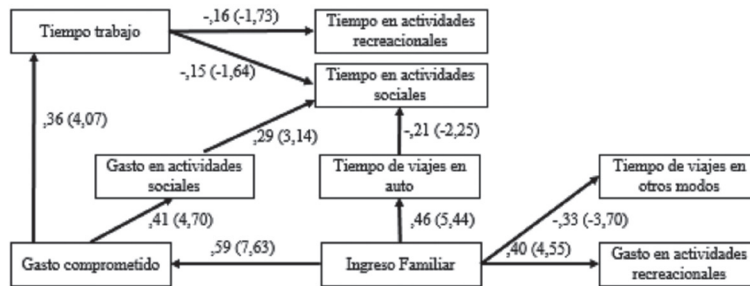 Tiempo trabajo
-,16 (-1,73)
Tiempo en actividades
recreacionales
-,15 (-1,64)
Tiempo en actividades
sociales
,36 (4,07)
,29 (3,14)
-,21 (-2,25)
Gasto en actividades
sociales
Tiempo de viajes en
auto
Tiempo de viajes en
otros modos
,41 (4,70)
,46 (5,44)
-,33 (-3,70)
Gasto comprometido
,59 (7,63)
Ingreso Familiar
,40 (4,55)
Gasto en actividades
recreacionales